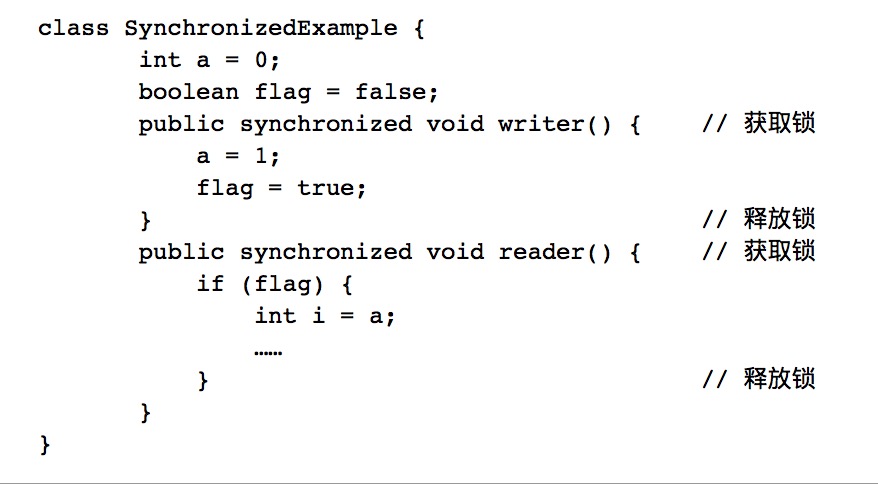 class SynchronizedExample {
int a = 0;
boolean flag = false;
public synchronized void writer() { // 获取锁
a = 1;
flag = true;
} // 释放锁
public synchronized void reader() { // 获取锁
if (flag) {
int i = a;
……
} // 释放锁
}
}